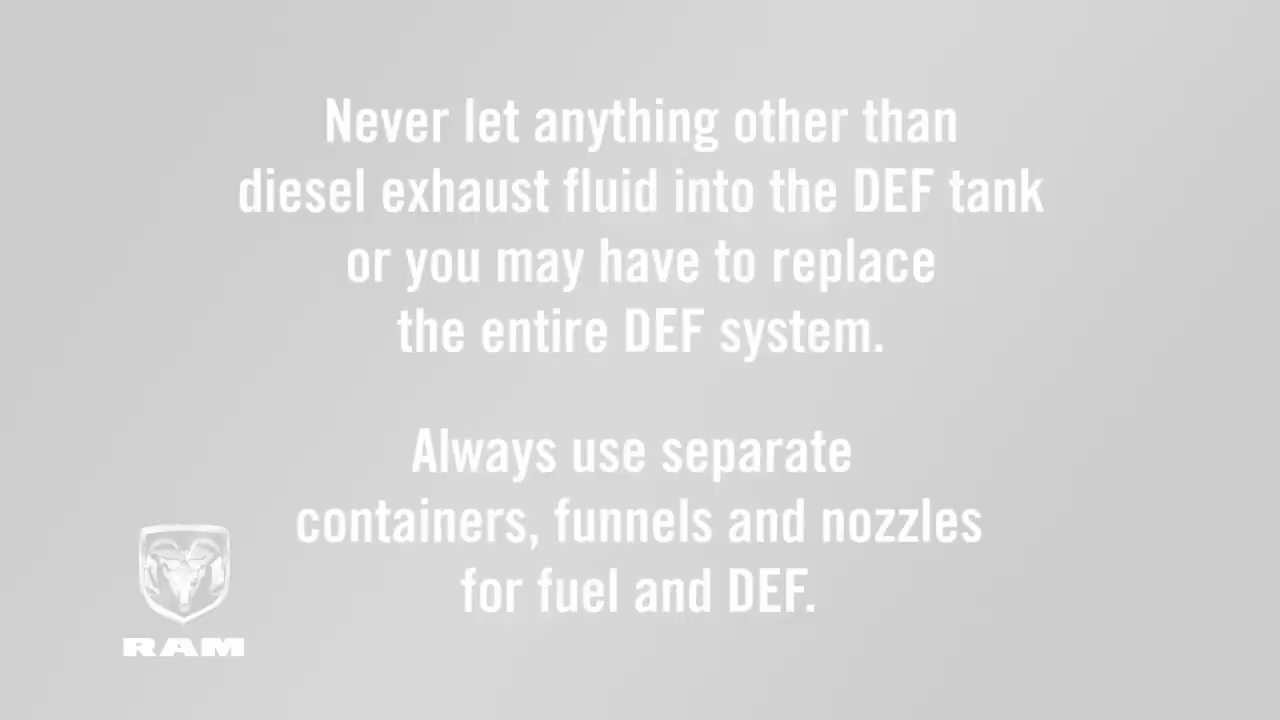 Never let anything other than
diesel exhaust fluid into the DEF tank
or you may have to replace
the entire DEF system.
Always use separate
containers, funnels and nozzles
for fuel and DEF.
RAM